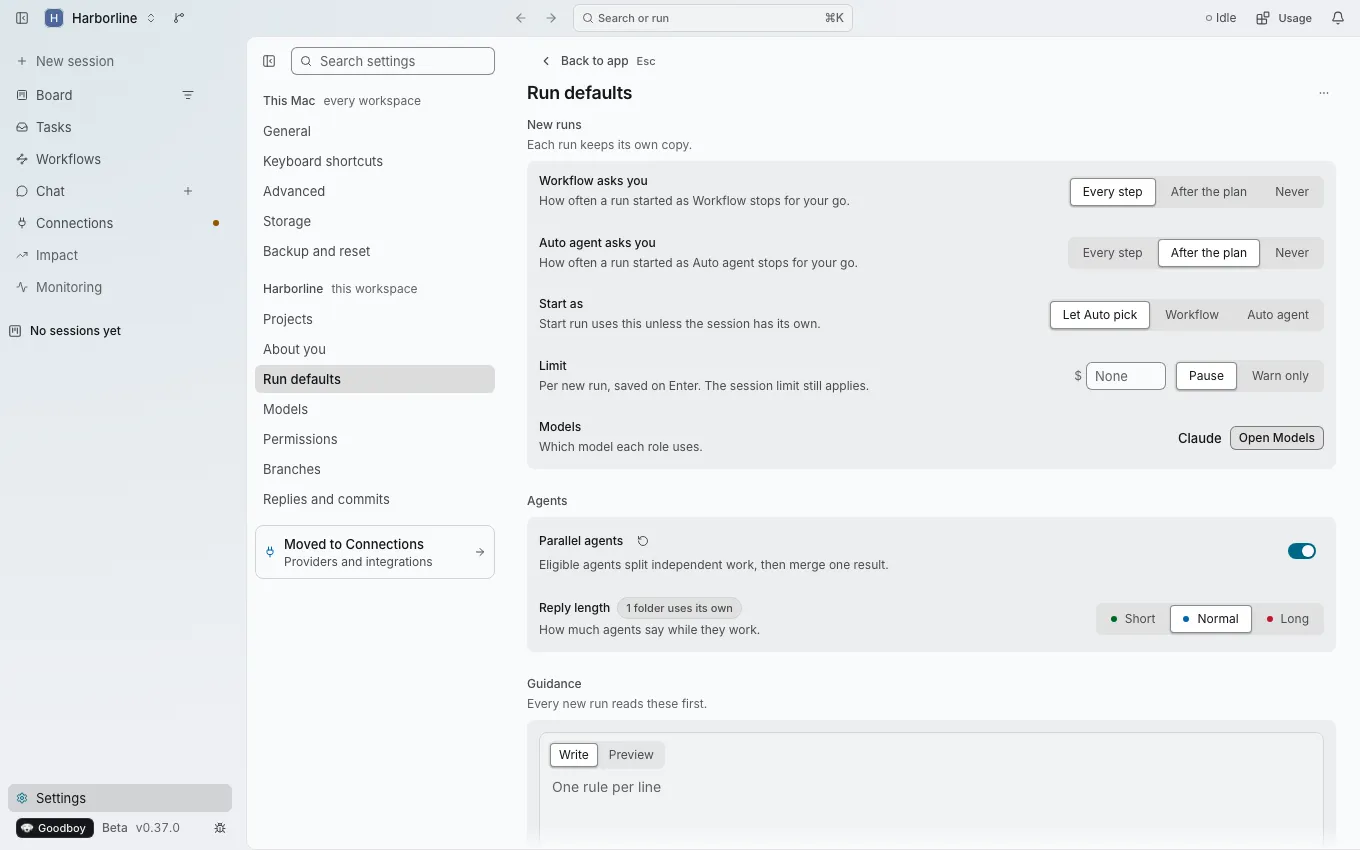 H Harborline
Search or run ⌘K
Idle
Usage
New session
Board
Tasks
Workflows
Chat
Connections
Impact
Monitoring
No sessions yet
Settings
Goodboy Beta v0.37.0
Search settings
This Mac every workspace
General
Keyboard shortcuts
Advanced
Storage
Backup and reset
Harborline this workspace
Projects
About you
Run defaults
Models
Permissions
Branches
Replies and commits
Moved to Connections
Providers and integrations
Back to app Esc
Run defaults
New runs
Each run keeps its own copy.
Workflow asks you
How often a run started as Workflow stops for your go.
Every step After the plan Never
Auto agent asks you
How often a run started as Auto agent stops for your go.
Every step After the plan Never
Start as
Start run uses this unless the session has its own.
Let Auto pick Workflow Auto agent
Limit
Per new run, saved on Enter. The session limit still applies.
$ None Pause Warn only
Models
Which model each role uses.
Claude Open Models
Agents
Parallel agents
Eligible agents split independent work, then merge one result.
Reply length 1 folder uses its own
How much agents say while they work.
Short Normal Long
Guidance
Every new run reads these first.
Write Preview
One rule per line